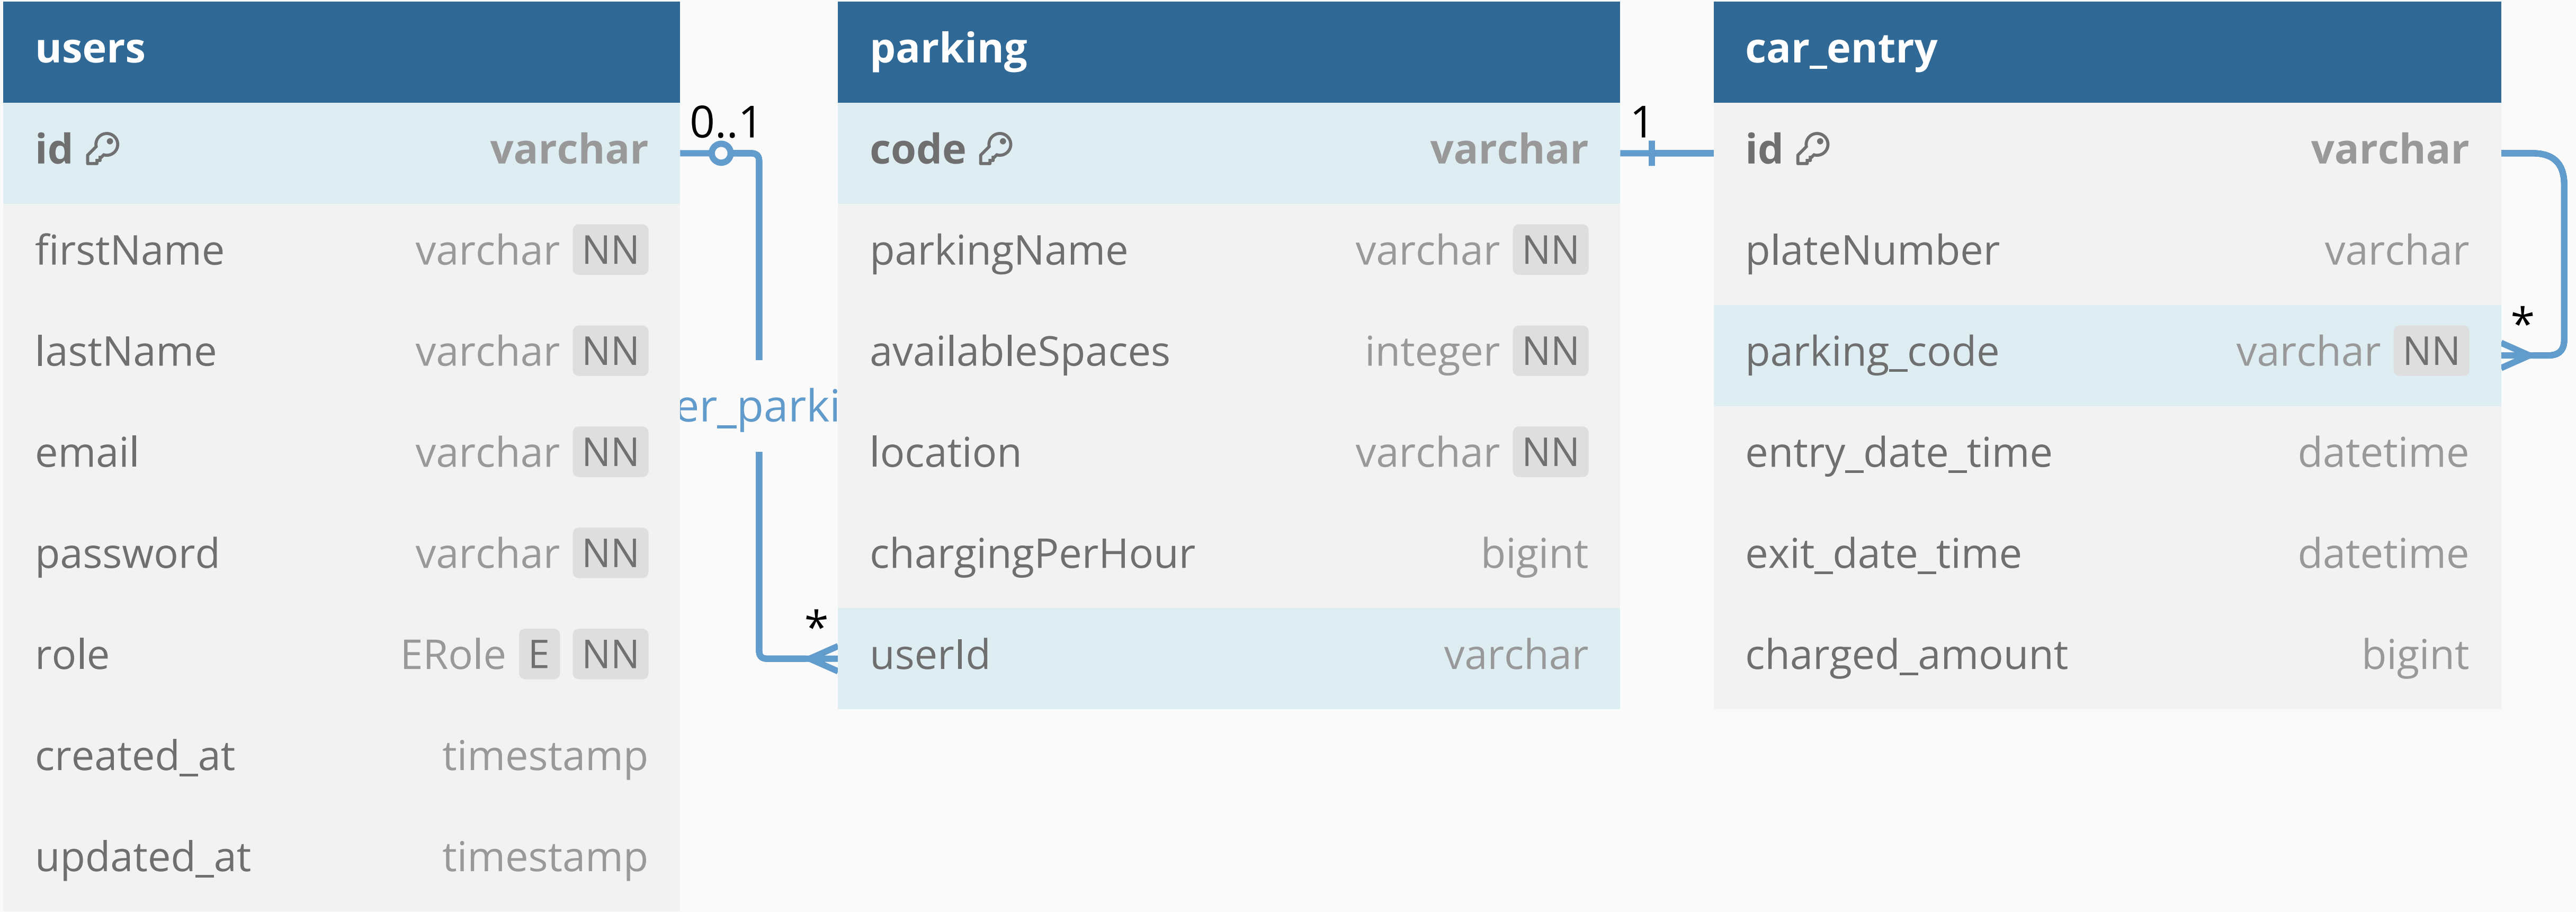 users
id varchar
firstName varchar NN
lastName varchar NN
email varchar NN
password varchar NN
role ERole E NN
created_at timestamp
updated_at timestamp
0..1
er_parki
*
parking
code varchar
parkingName varchar NN
availableSpaces integer NN
location varchar NN
chargingPerHour bigint
userId varchar
1
car_entry
id varchar
plateNumber varchar
parking_code varchar NN
entry_date_time datetime
exit_date_time datetime
charged_amount bigint
*